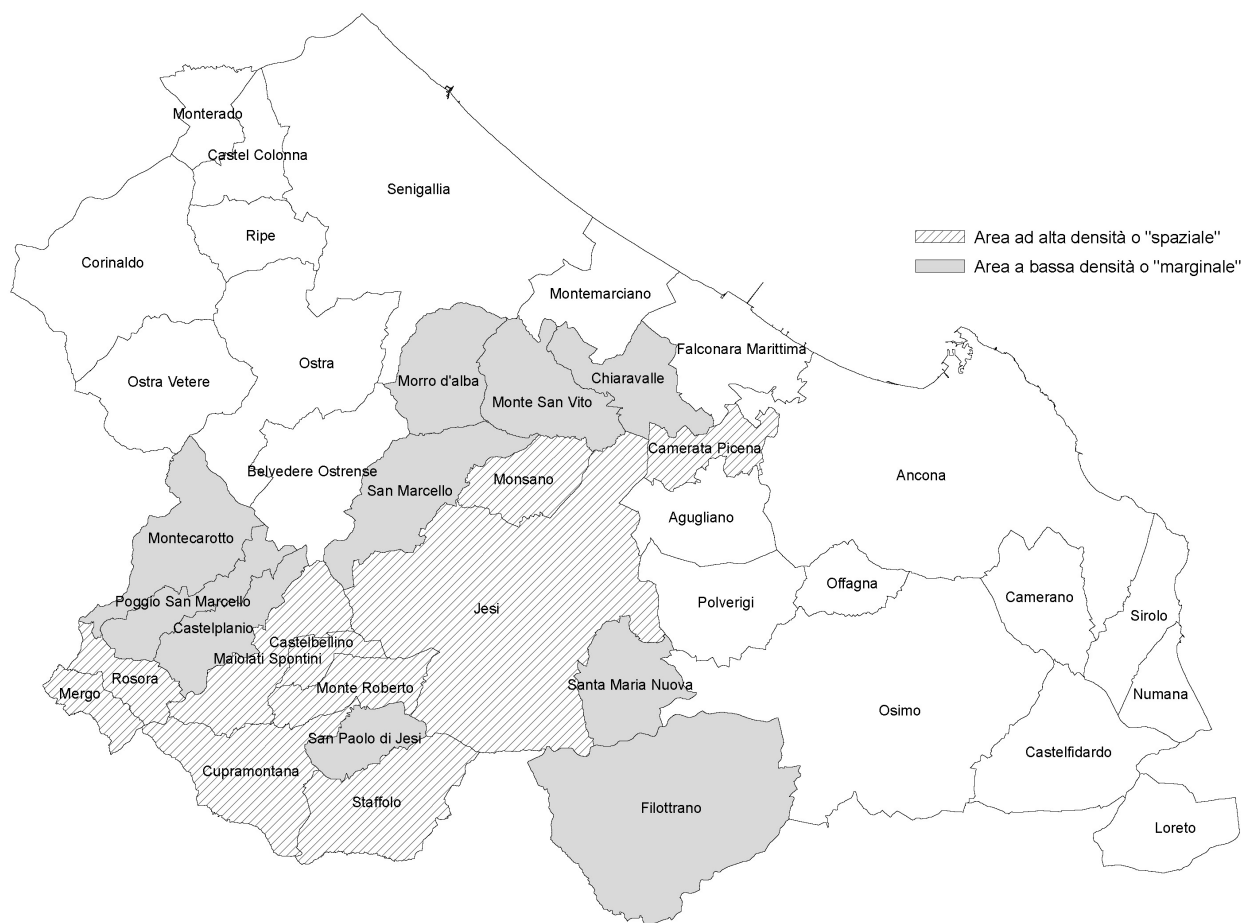 Monterado
Castel Colonna
Senigallia
Ripe
Area ad alta densità o "spaziale"
Corinaldo
Area a bassa densità o "marginale"
Montemarciano
Falconara Marittima
Ostra
Ostra Vetere
Morro d'alba
Chiaravalle
Monte San Vito
Camerata Picena
Belvedere Ostrense
Monsano
Ancona
San Marcello
Agugliano
Montecarotto
Offagna
Camerano
Poggio San Marcello
Polverigi
Jesi
Sirolo
Castelplanio
Castelbellino
Maiolati Spontini
Rosora
Santa Maria Nuova
Monte Roberto
Mergo
Numana
Osimo
San Paolo di Jesi
Castelfidardo
Cupramontana
Staffolo
Filottrano
Loreto